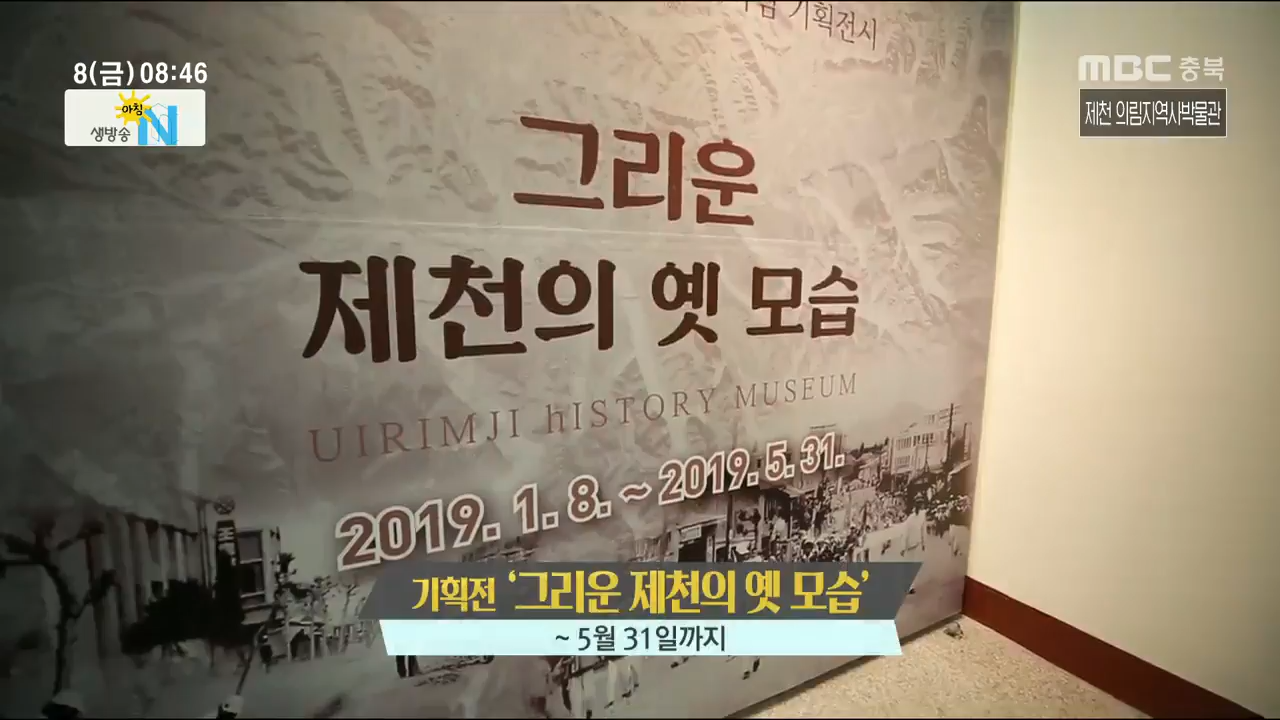 8(금) 08:46
아침
생방송 N
MBC 충북
제천 의림지역사박물관
기획전시
그리운
제천의 옛 모습
UIRIMJI hISTORY MUSEUM
2019. 1. 8. ~ 2019. 5. 31.
기획전 ‘그리운 제천의 옛 모습’
~ 5월 31일까지